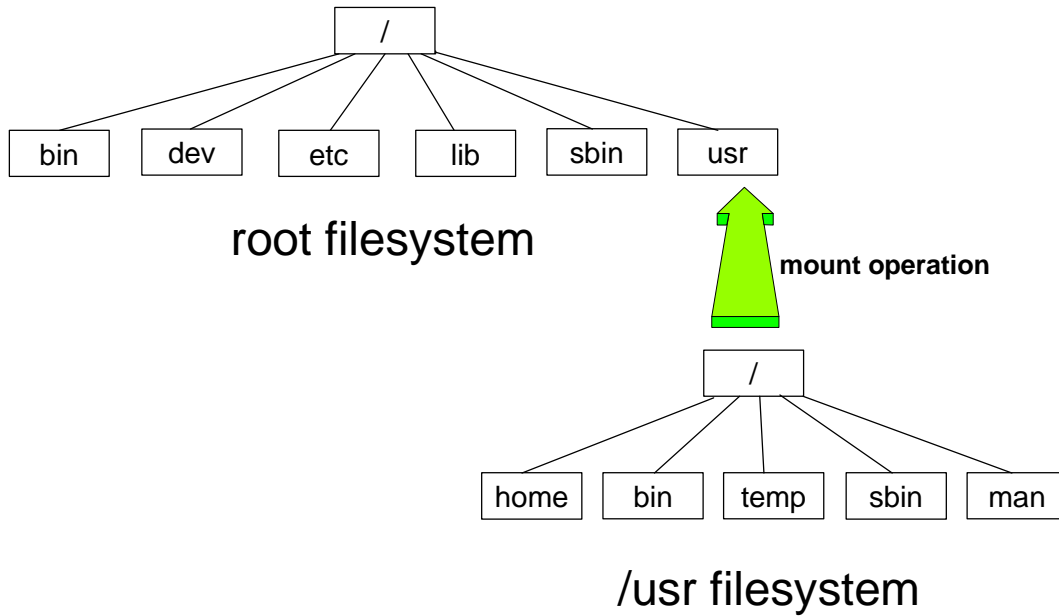 /
bin dev etc lib sbin usr
root filesystem
mount operation
/
home bin temp sbin man
/usr filesystem